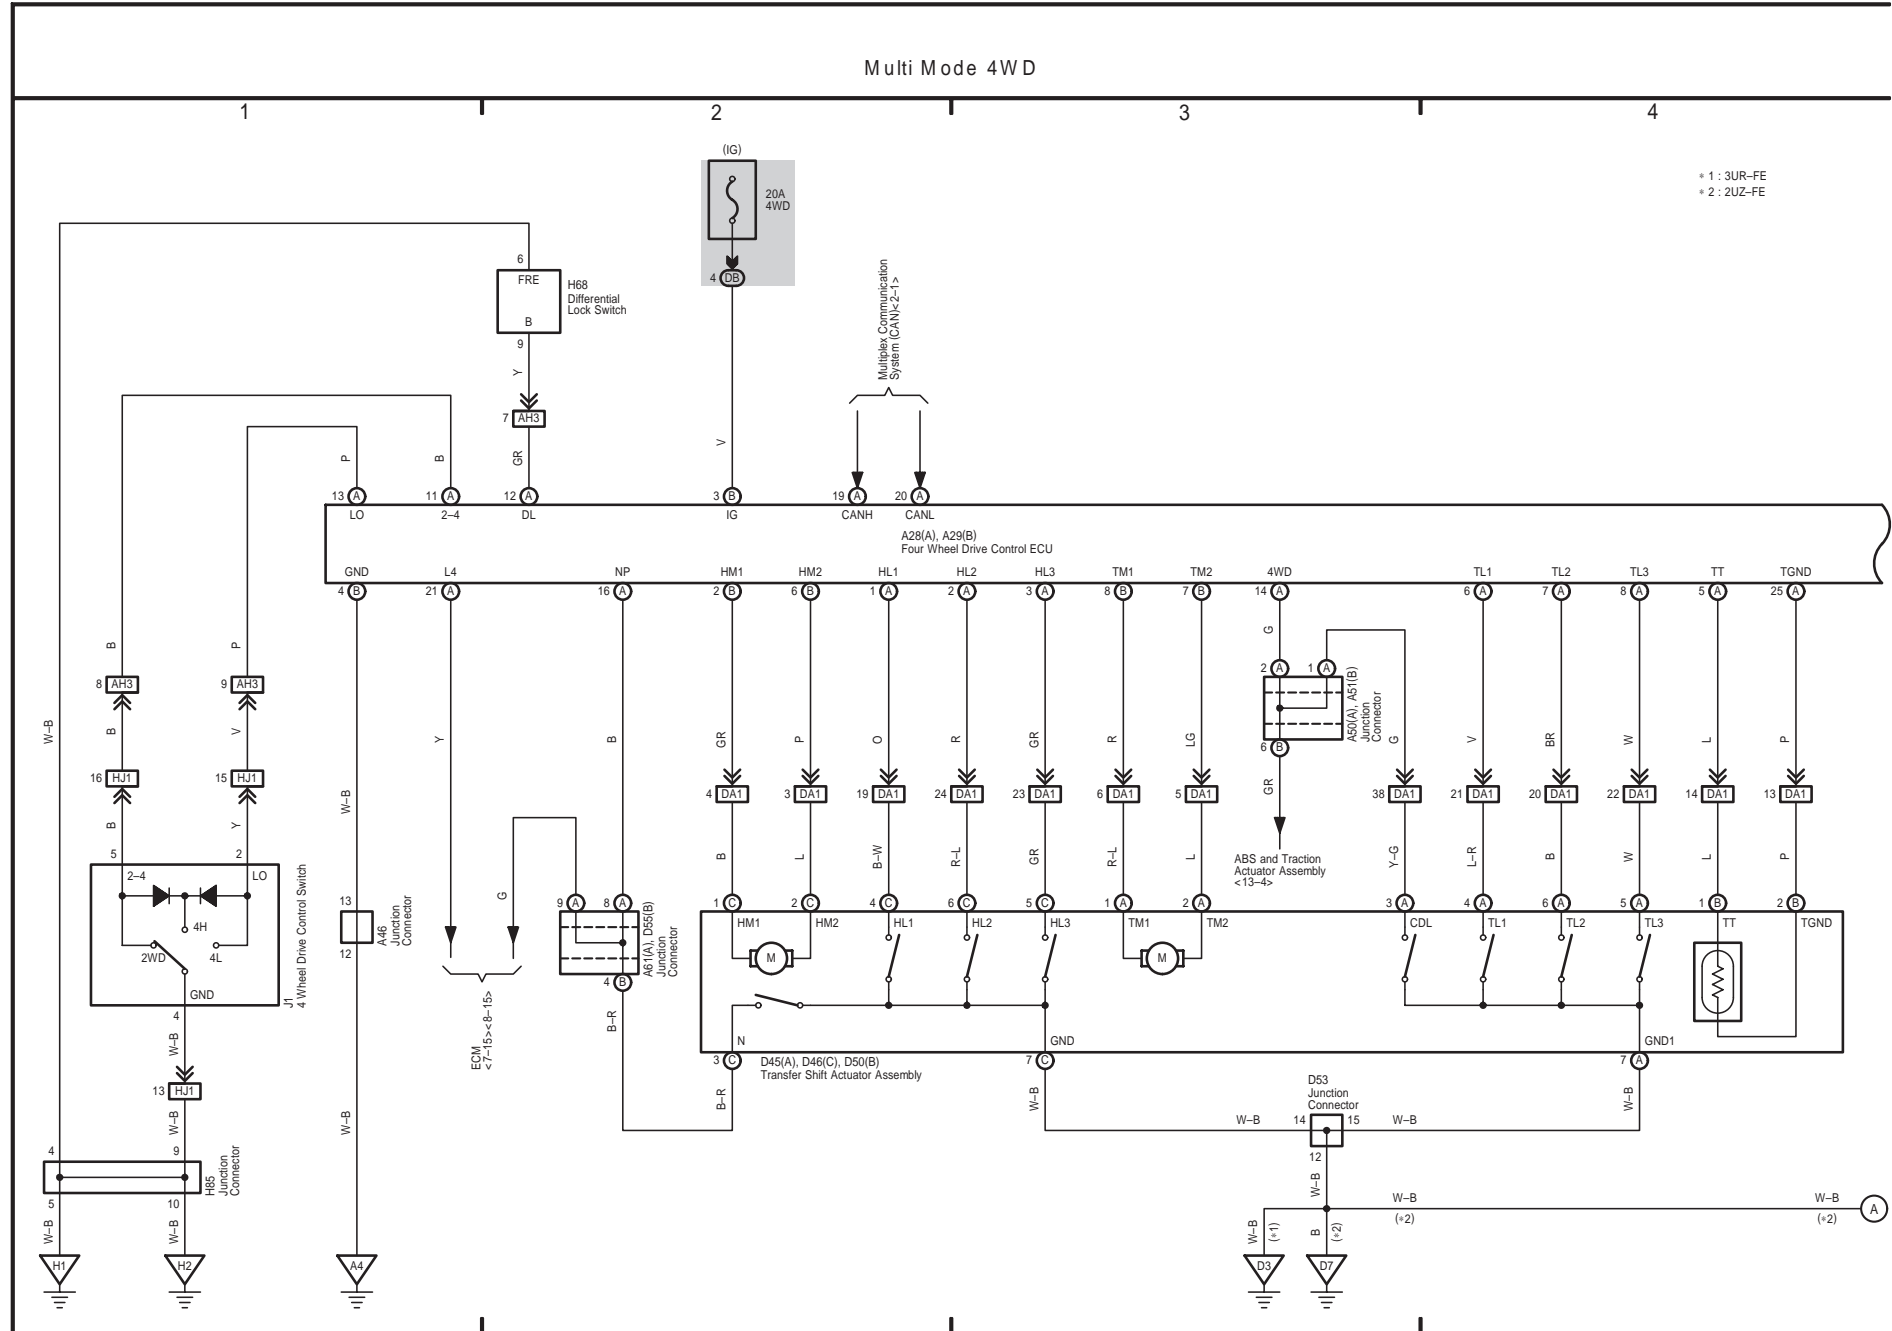 Multi Mode 4WD
1 2 3 4
(IG)
20A
4WD
4 DB
* 1 : 3UR–FE
* 2 : 2UZ–FE
6
FRE
B
9
H68
Differential
Lock Switch
Y
7 AH3
GR
Multiplex Communication
System (CAN)<2–1>
P B V
13 A 11 A 12 A 3 B 19 A 20 A
LO 2–4 DL IG CANH CANL
A28(A), A29(B)
Four Wheel Drive Control ECU
GND L4 NP HM1 HM2 HL1 HL2 HL3 TM1 TM2 4WD TL1 TL2 TL3 TT TGND
4 B 21 A 16 A 2 B 6 B 1 A 2 A 3 A 8 B 7 B 14 A 6 A 7 A 8 A 5 A 25 A
B P G
2 A 1 A
8 AH3 9 AH3
A50(A), A51(B)
Junction
Connector
6 B
W–B B V Y B GR P O R GR R LG G V BR W L P
16 HJ1 15 HJ1
W–B GR
4 DA1 3 DA1 19 DA1 24 DA1 23 DA1 6 DA1 5 DA1 38 DA1 21 DA1 20 DA1 22 DA1 14 DA1 13 DA1
B Y
B L B–W R–L GR R–L L Y–G L–R B W L P
ABS and Traction
Actuator Assembly
<13–4>
5 2
2–4 LO
4H
2WD 4L
GND
4
J1
4 Wheel Drive Control Switch
13
12
A46
Junction
Connector
G
9 A 8 A
A61(A), D55(B)
Junction
Connector
4 B
1 C 2 C 4 C 6 C 5 C 1 A 2 A 3 A 4 A 6 A 5 A 1 B 2 B
HM1 HM2 HL1 HL2 HL3 TM1 TM2 CDL TL1 TL2 TL3 TT TGND
M M
N GND GND1
3 C 7 C 7 A
D45(A), D46(C), D50(B)
Transfer Shift Actuator Assembly
ECM
<7–15><8–15>
B–R
W–B
13 HJ1
W–B W–B B–R W–B W–B
D53
Junction
Connector
W–B 14 15 W–B
12
4 9
5 10
H85
Junction
Connector
W–B
W–B W–B
(*2) (*2)
A
W–B W–B W–B (*1) B (*2)
H1 H2 A4 D3 D7